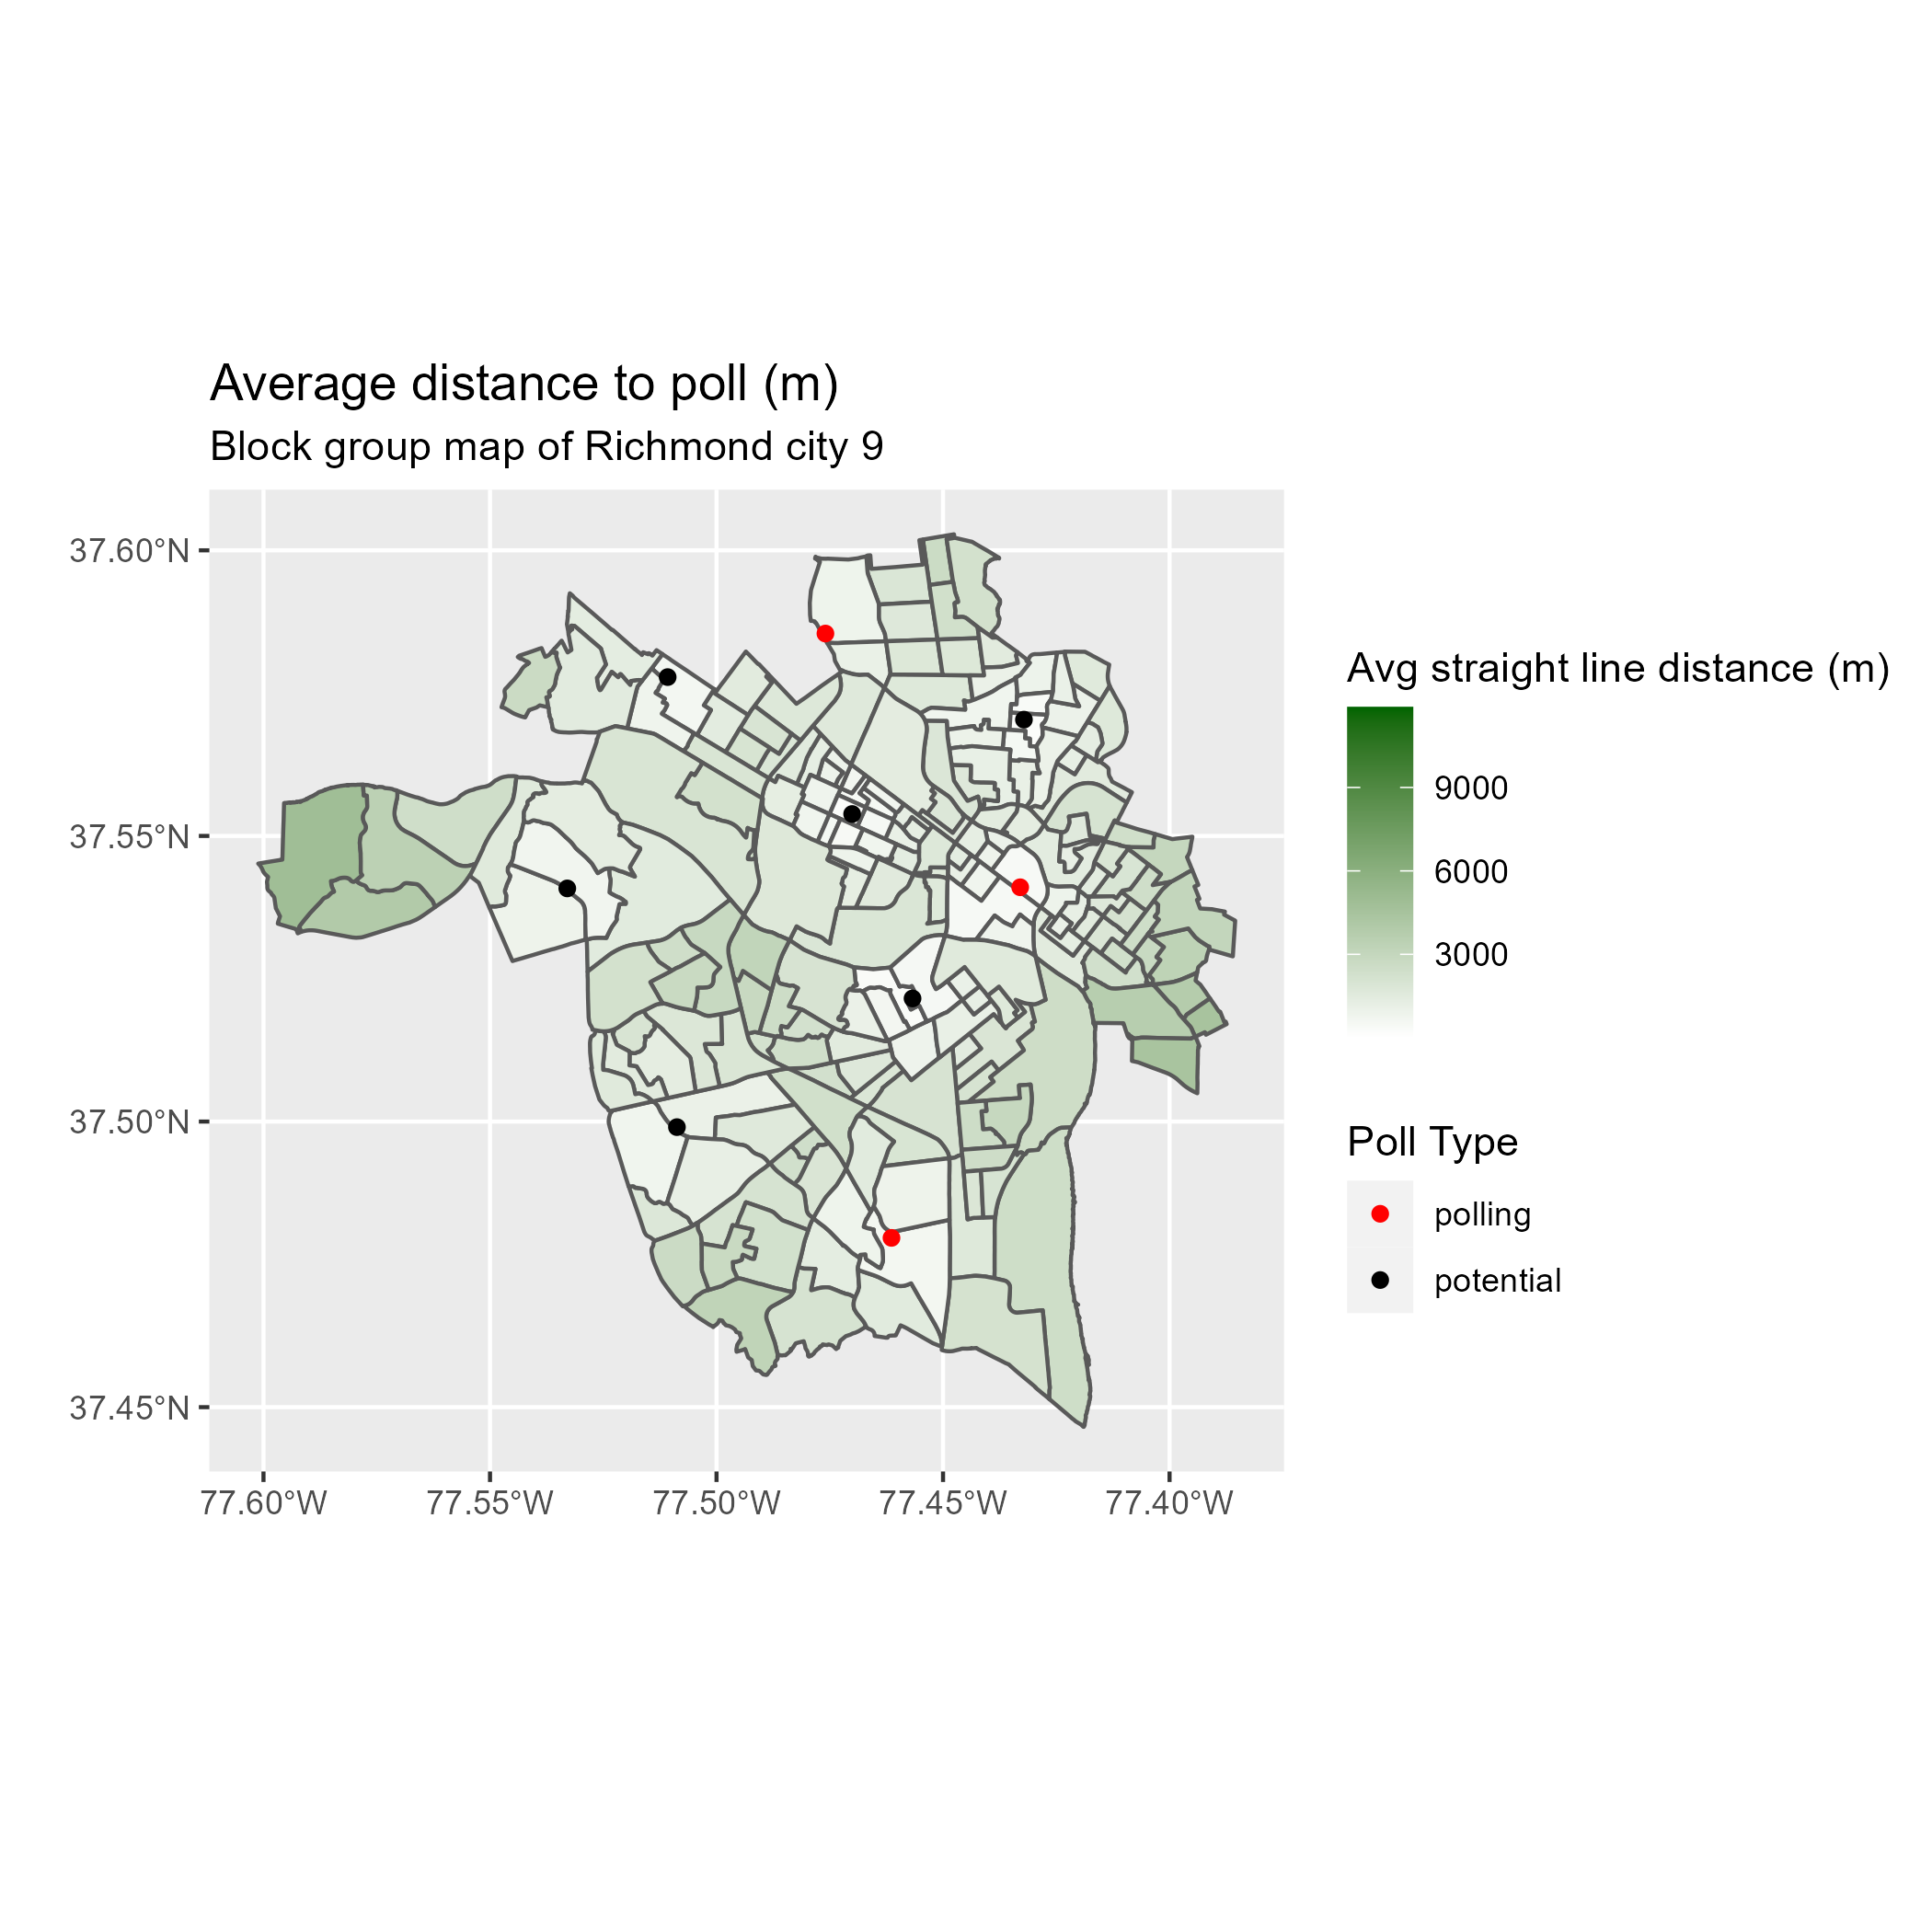 Average distance to poll (m)
Block group map of Richmond city 9
37.60°N
37.55°N
37.50°N
37.45°N
77.60°W
77.55°W
77.50°W
77.45°W
77.40°W
Avg straight line distance (m)
9000
6000
3000
Poll Type
polling
potential